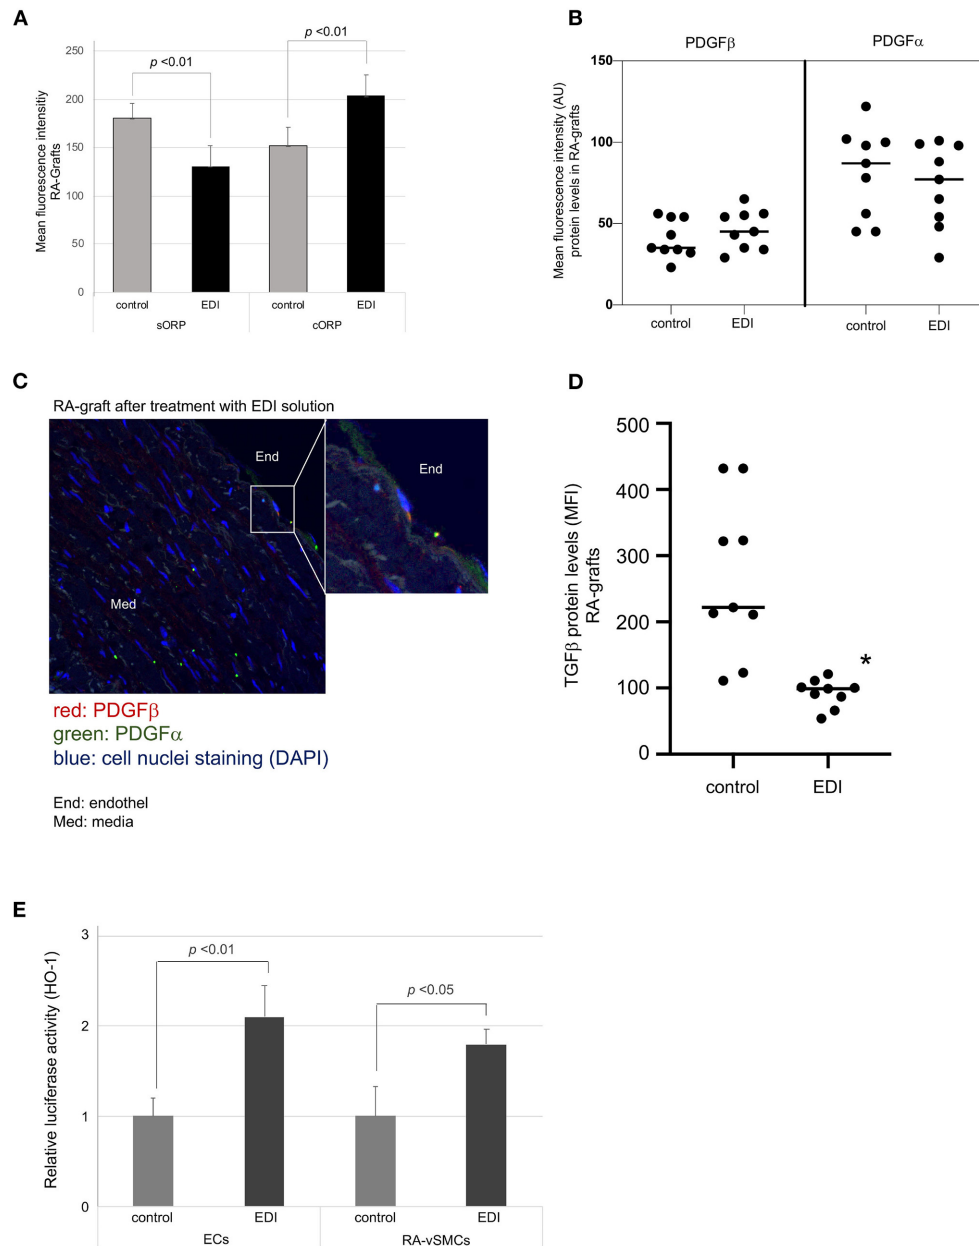 A
p <0.01
p <0.01
250
200
150
100
50
0
Mean fluorescence intensitiy
RA-Grafts
control
EDI
control
EDI
sORP
cORP
B
PDGFβ
PDGFα
150
100
50
0
Mean fluorescence intensity (AU)
protein levels in RA-grafts
control
EDI
control
EDI
C
RA-graft after treatment with EDI solution
End
End
Med
red: PDGFβ
green: PDGFα
blue: cell nuclei staining (DAPI)
End: endothel
Med: media
D
500
400
300
200
100
0
TGFβ protein levels (MFI)
RA-grafts
*
control
EDI
E
3
2
1
0
Relative luciferase activity (HO-1)
p <0.01
p <0.05
control
EDI
control
EDI
ECs
RA-vSMCs